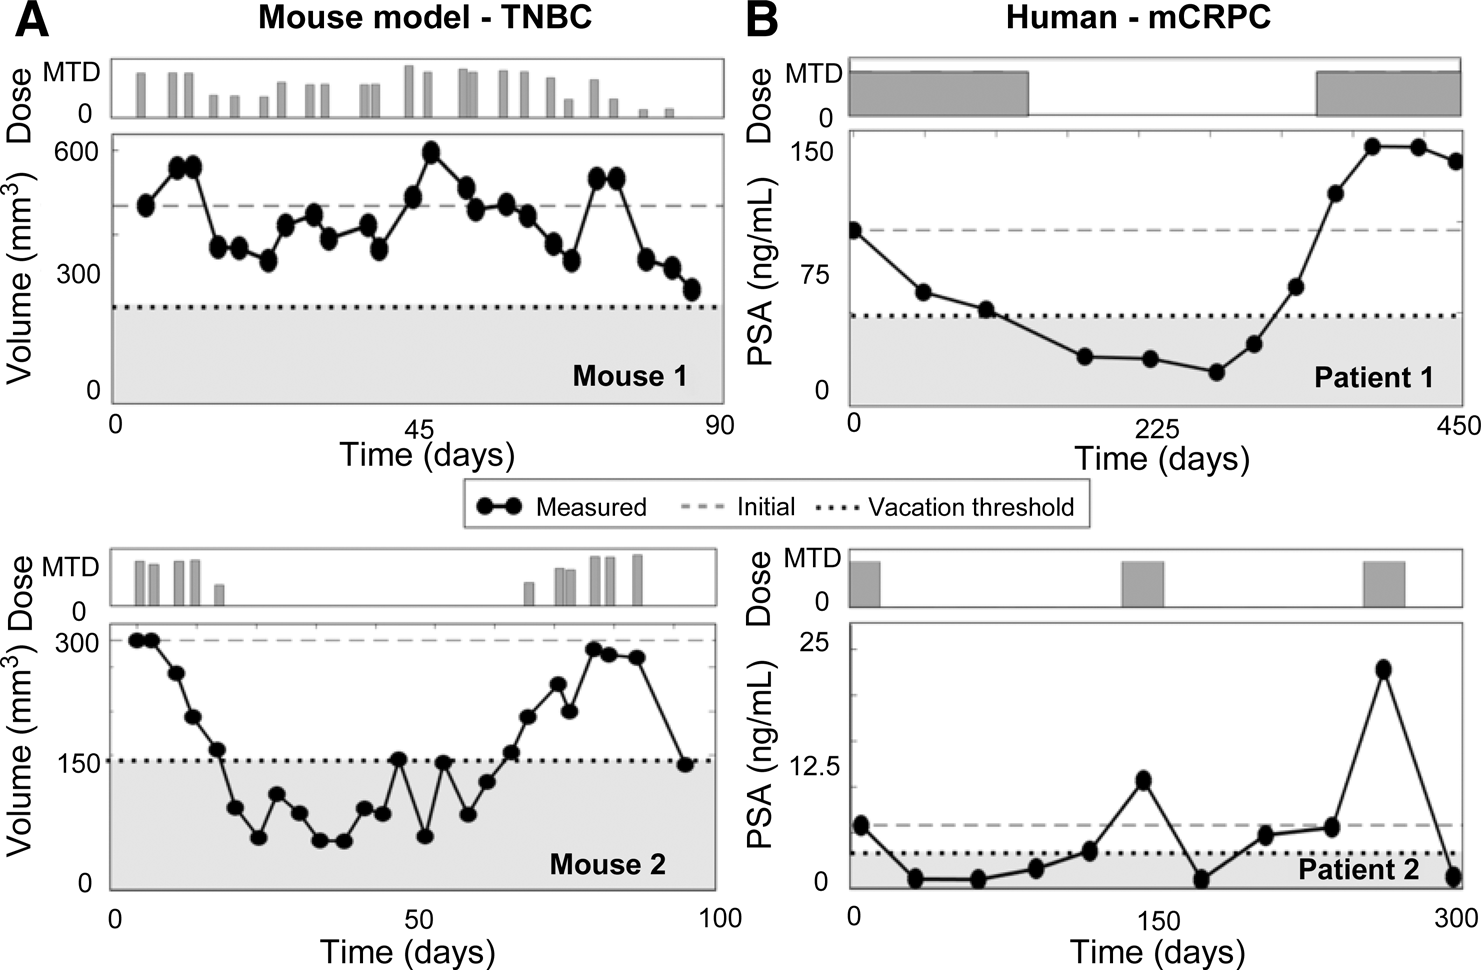 A Mouse model - TNBC
B Human - mCRPC
Dose
MTD
0
Dose
MTD
0
Volume (mm3)
600
300
0
Mouse 1
0 45 90
Time (days)
PSA (ng/mL)
150
75
0
Patient 1
0 225 450
Time (days)
Measured Initial Vacation threshold
Dose
MTD
0
Dose
MTD
0
Volume (mm3)
300
150
0
Mouse 2
0 50 100
Time (days)
PSA (ng/mL)
25
12.5
0
Patient 2
0 150 300
Time (days)